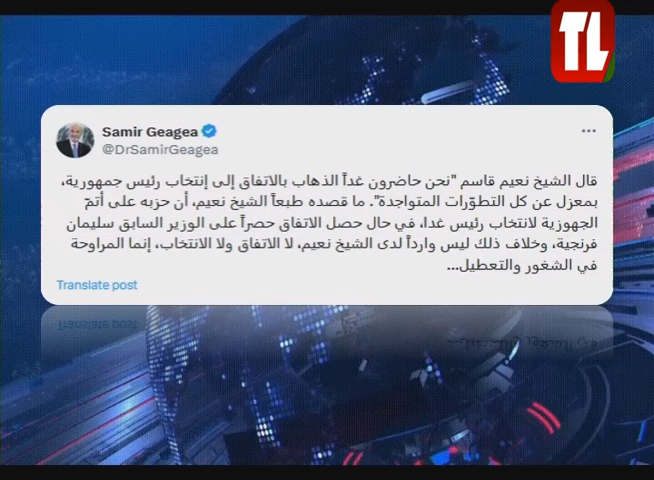 TL
Samir Geagea
@DrSamirGeagea
قال الشيخ نعيم قاسم "نحن حاضرون غداً الذهاب بالاتفاق إلى إنتخاب رئيس جمهورية،
بمعزل عن كل التطوّرات المتواجدة". ما قصده طبعاً الشيخ نعيم، أن حزبه على أتمّ
الجهوزية لانتخاب رئيس غدا، في حال حصل الاتفاق حصراً على الوزير السابق سليمان
فرنجية، وخلاف ذلك ليس وارداً لدى الشيخ نعيم، لا الاتفاق ولا الانتخاب، إنما المراوحة
في الشغور والتعطيل...
Translate post
Translate post